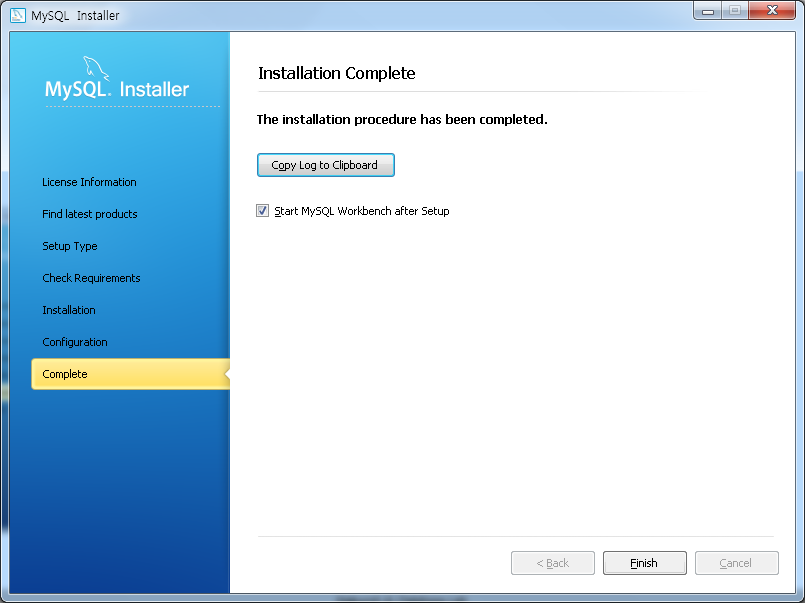 MySQL Installer
MySQL. Installer
License Information
Find latest products
Setup Type
Check Requirements
Installation
Configuration
Complete
Installation Complete
The installation procedure has been completed.
Copy Log to Clipboard
Start MySQL Workbench after Setup
< Back
Finish
Cancel